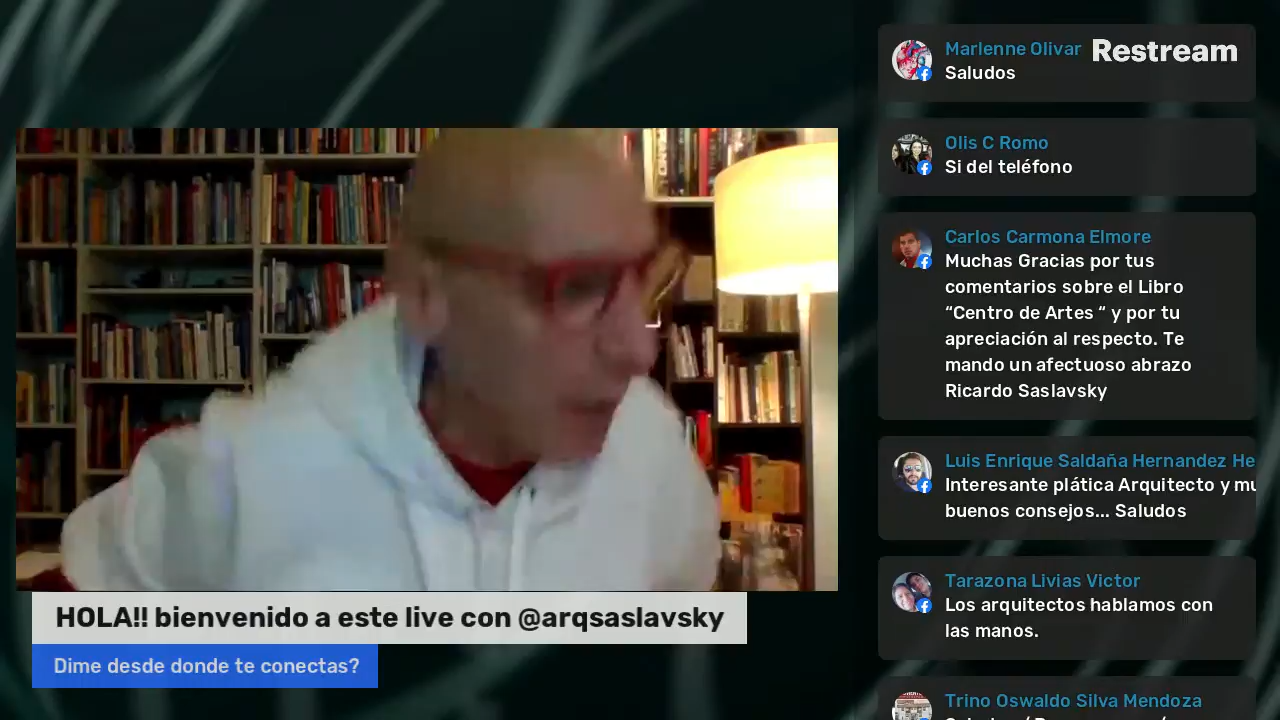 Marlenne Olivar
Restream
Saludos
Olis C Romo
Si del teléfono
Carlos Carmona Elmore
Muchas Gracias por tus
comentarios sobre el Libro
“Centro de Artes “ y por tu
apreciación al respecto. Te
mando un afectuoso abrazo
Ricardo Saslavsky
Luis Enrique Saldaña Hernandez He
Interesante plática Arquitecto y mu
buenos consejos... Saludos
Tarazona Livias Victor
Los arquitectos hablamos con
las manos.
Trino Oswaldo Silva Mendoza
HOLA!! bienvenido a este live con @arqsaslavsky
Dime desde donde te conectas?